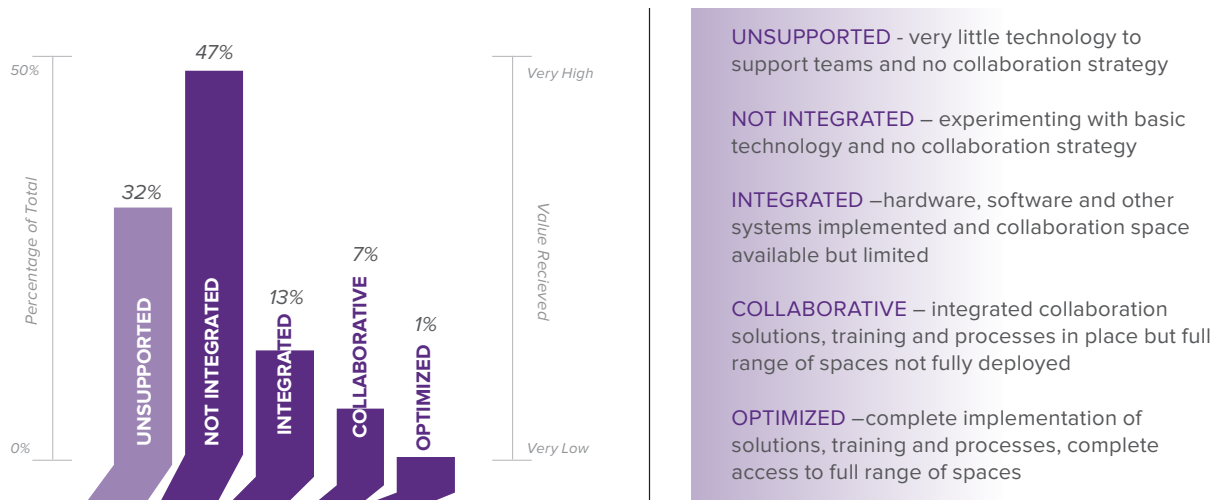 47%
50%
Very High
32%
Percentage of Total
Value Recieved
7%
13%
1%
UNSUPPORTED
NOT INTEGRATED
INTEGRATED
COLLABORATIVE
OPTIMIZED
0%
Very Low
UNSUPPORTED - very little technology to
support teams and no collaboration strategy
NOT INTEGRATED – experimenting with basic
technology and no collaboration strategy
INTEGRATED –hardware, software and other
systems implemented and collaboration space
available but limited
COLLABORATIVE – integrated collaboration
solutions, training and processes in place but full
range of spaces not fully deployed
OPTIMIZED –complete implementation of
solutions, training and processes, complete
access to full range of spaces